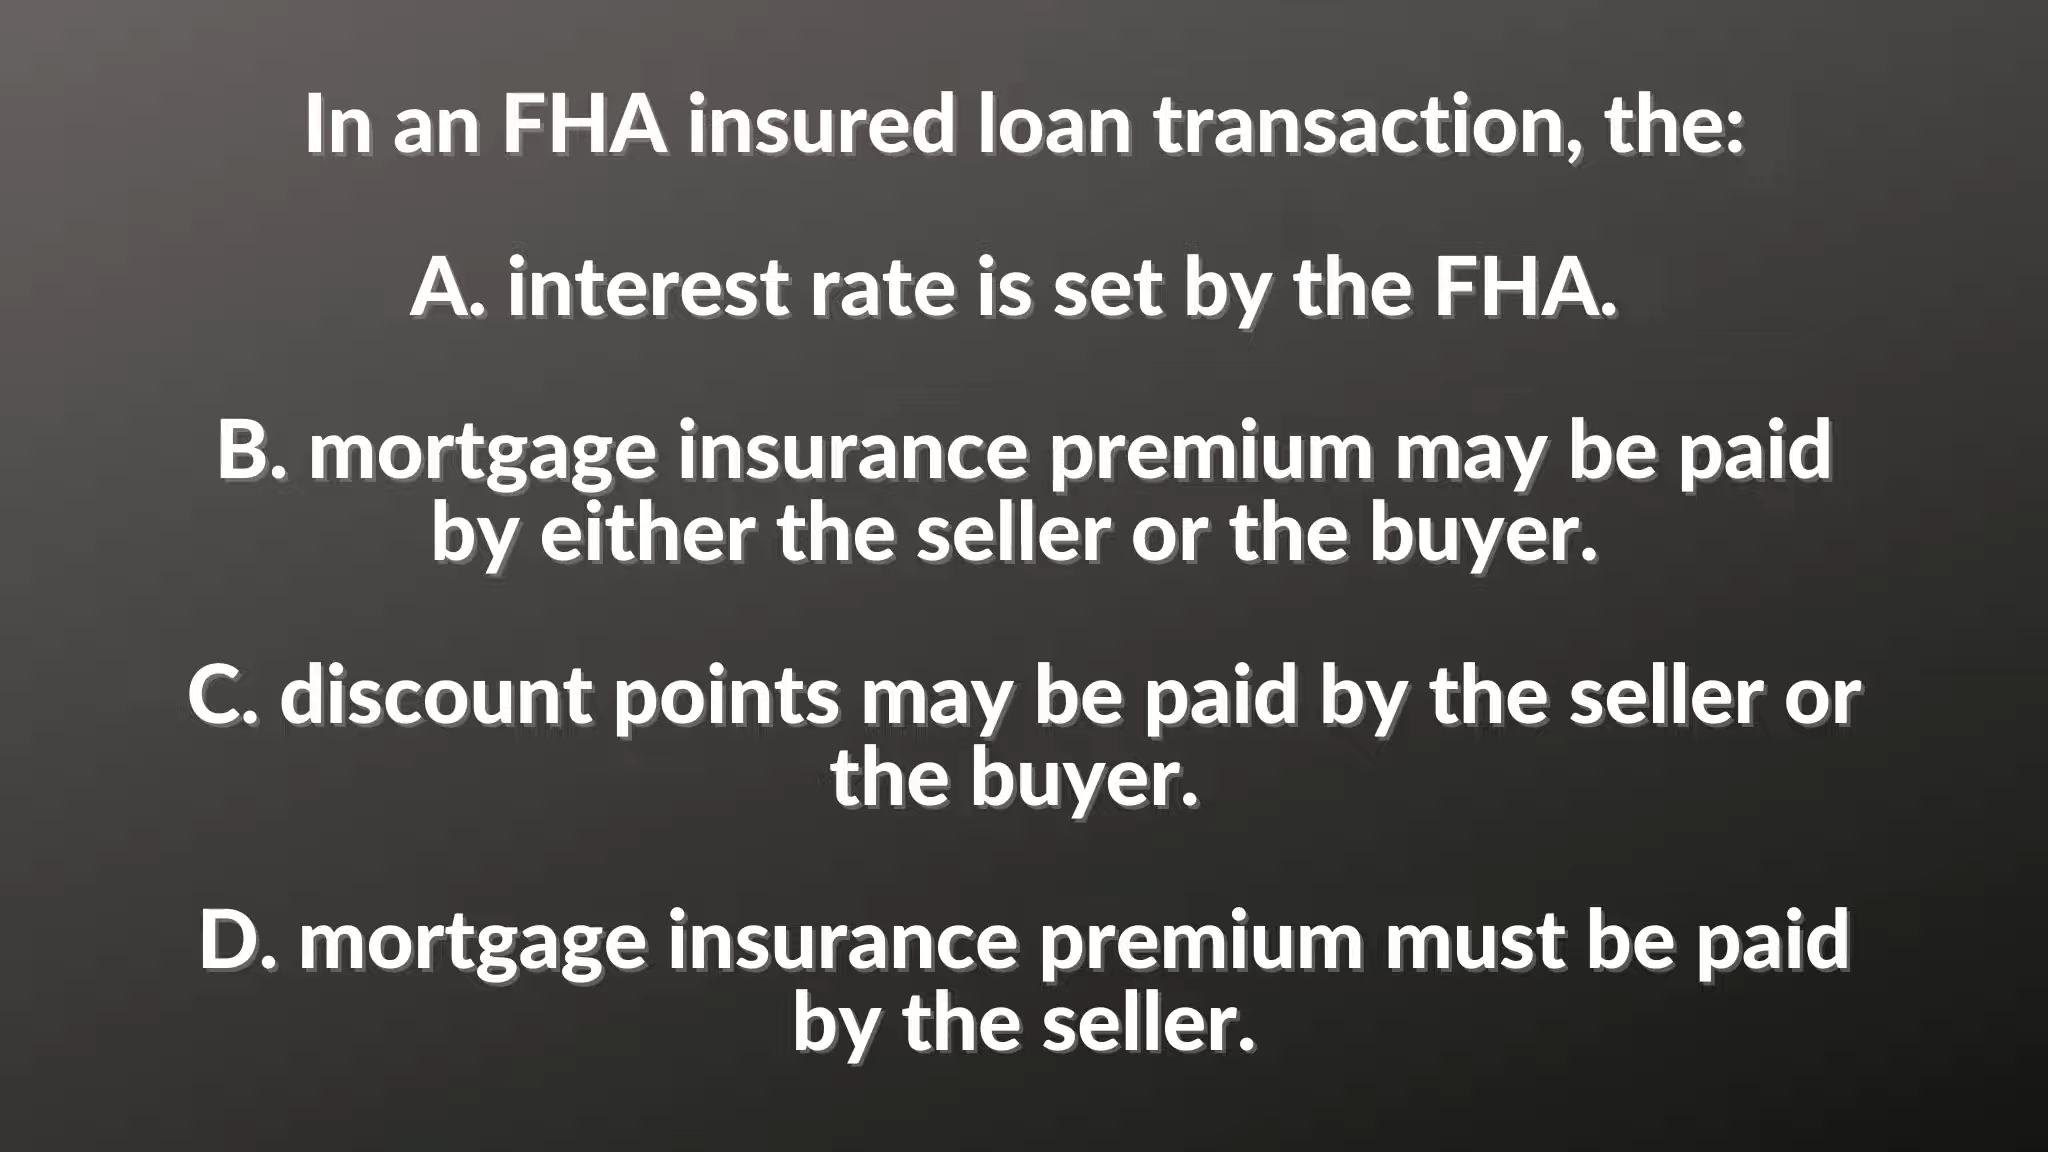 In an FHA insured loan transaction, the:
A. interest rate is set by the FHA.
B. mortgage insurance premium may be paid
by either the seller or the buyer.
C. discount points may be paid by the seller or
the buyer.
D. mortgage insurance premium must be paid
by the seller.